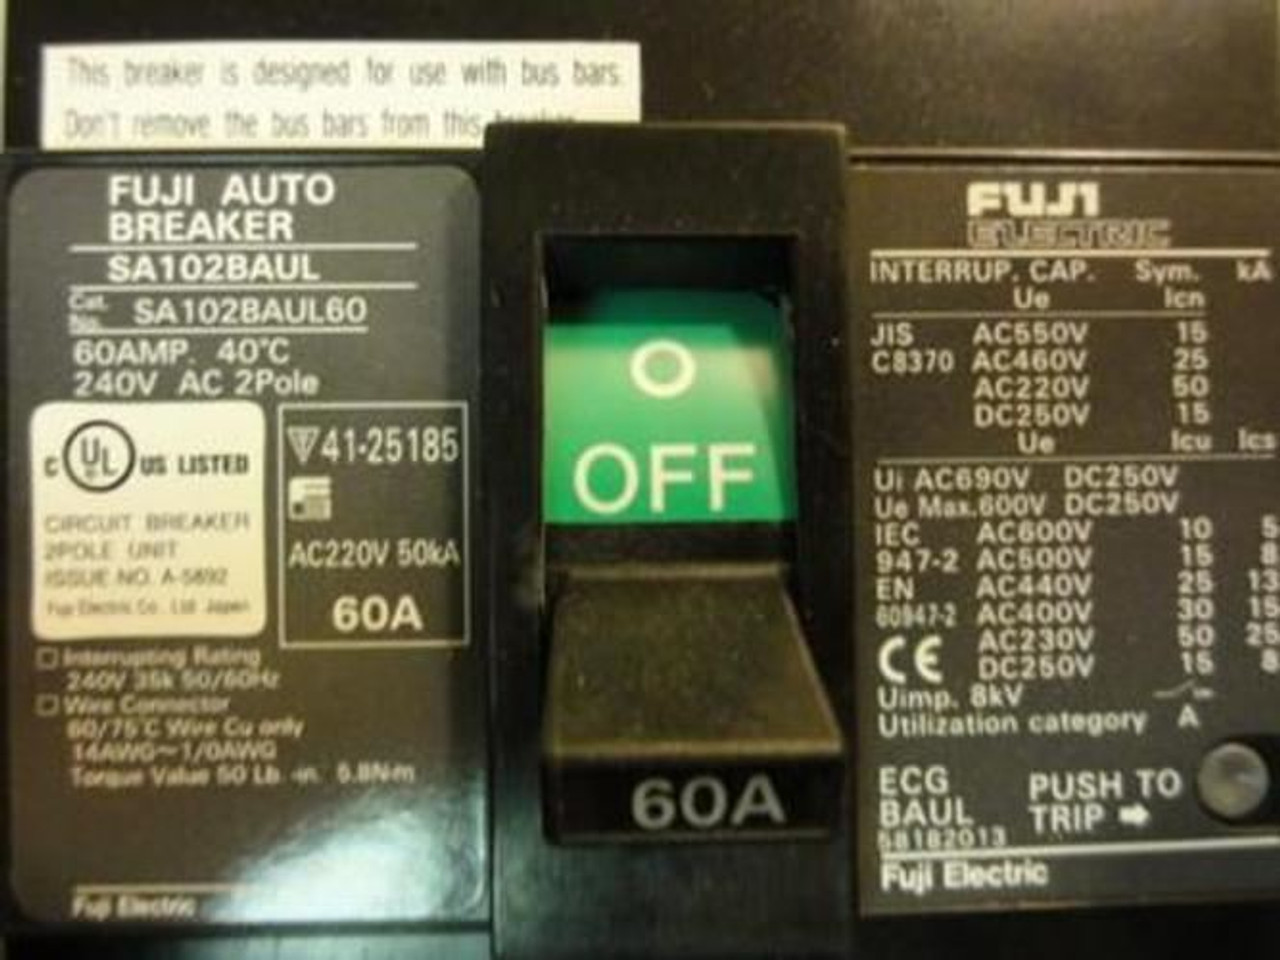 This breaker is designed for use with bus bars.
Don't remove the bus bars from this breaker.
FUJI AUTO
BREAKER
SA102BAUL
Cat.
No. SA102BAUL60
60AMP. 40°C
240V AC 2Pole
C UL US LISTED
CIRCUIT BREAKER
2POLE UNIT
ISSUE NO. A-5892
Fuji Electric Co., Ltd. Japan
41-25185
AC220V 50kA
60A
Interrupting Rating
240V 35k 50/60Hz
Wire Connector
60/75°C Wire Cu only
14AWG~1/0AWG
Torque Value 50 Lb.-in. 5.8N·m
Fuji Electric
O
OFF
60A
FUJI
ELECTRIC
INTERRUP. CAP. Sym. kA
Ue Icn
JIS AC550V 15
C8370 AC460V 25
AC220V 50
DC250V 15
Ue Icu Ics
Ui AC690V DC250V
Ue Max.600V DC250V
IEC AC600V 10 5
947-2 AC500V 15 8
EN AC440V 25 13
60947-2 AC400V 30 15
AC230V 50 25
CE DC250V 15 8
Uimp. 8kV
Utilization category A
ECG PUSH TO
BAUL TRIP ➡
58182013
Fuji Electric